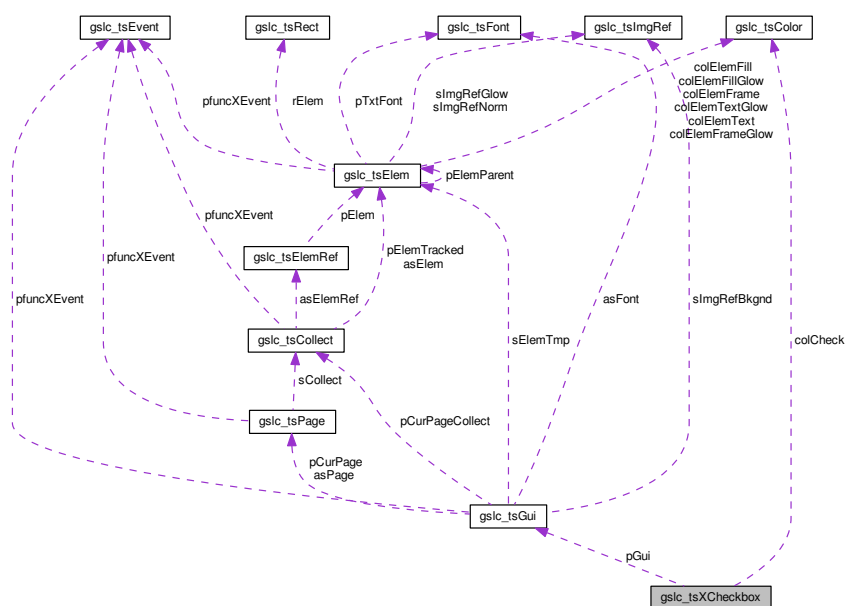 gslc_tsEvent
gslc_tsRect
gslc_tsFont
gslc_tsImgRef
gslc_tsColor
pfuncXEvent
rElem
pTxtFont
sImgRefGlow
sImgRefNorm
colElemFill
colElemFillGlow
colElemFrame
colElemTextGlow
colElemText
colElemFrameGlow
gslc_tsElem
pElemParent
pfuncXEvent
pElem
gslc_tsElemRef
pElemTracked
asElem
pfuncXEvent
pfuncXEvent
asElemRef
asFont
sImgRefBkgnd
gslc_tsCollect
sElemTmp
colCheck
sCollect
gslc_tsPage
pCurPageCollect
pCurPage
asPage
gslc_tsGui
pGui
gslc_tsXCheckbox